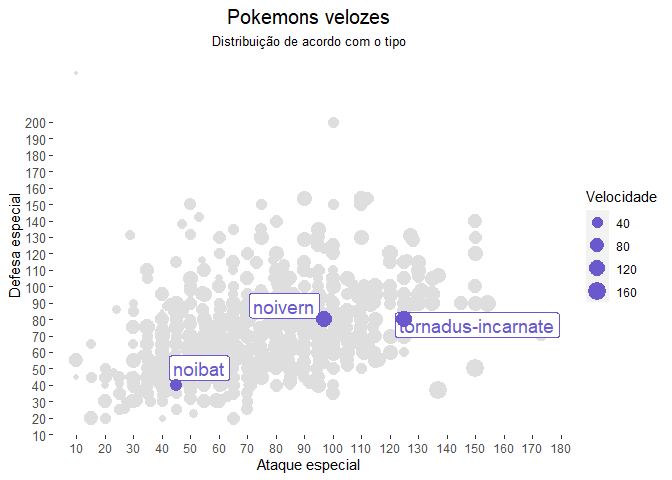 Pokemons velozes
Distribuição de acordo com o tipo
Defesa especial
200
190
180
170
160
150
140
130
120
110
100
90
80
70
60
50
40
30
20
10
noivern
tornadus-incarnate
noibat
10 20 30 40 50 60 70 80 90 100 110 120 130 140 150 160 170 180
Ataque especial
Velocidade
40
80
120
160